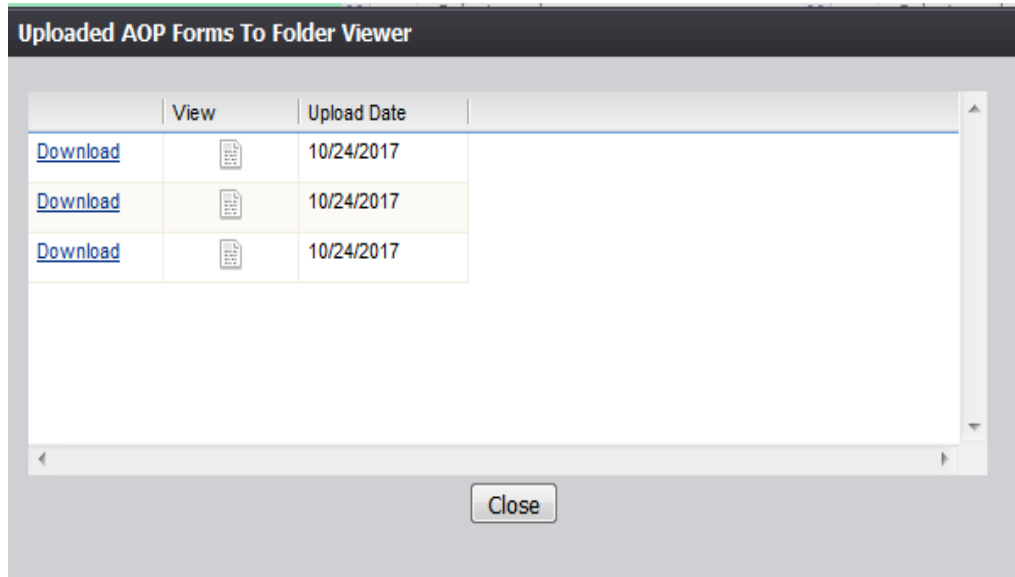 Uploaded AOP Forms To Folder Viewer
View Upload Date
Download 10/24/2017
Download 10/24/2017
Download 10/24/2017
Close